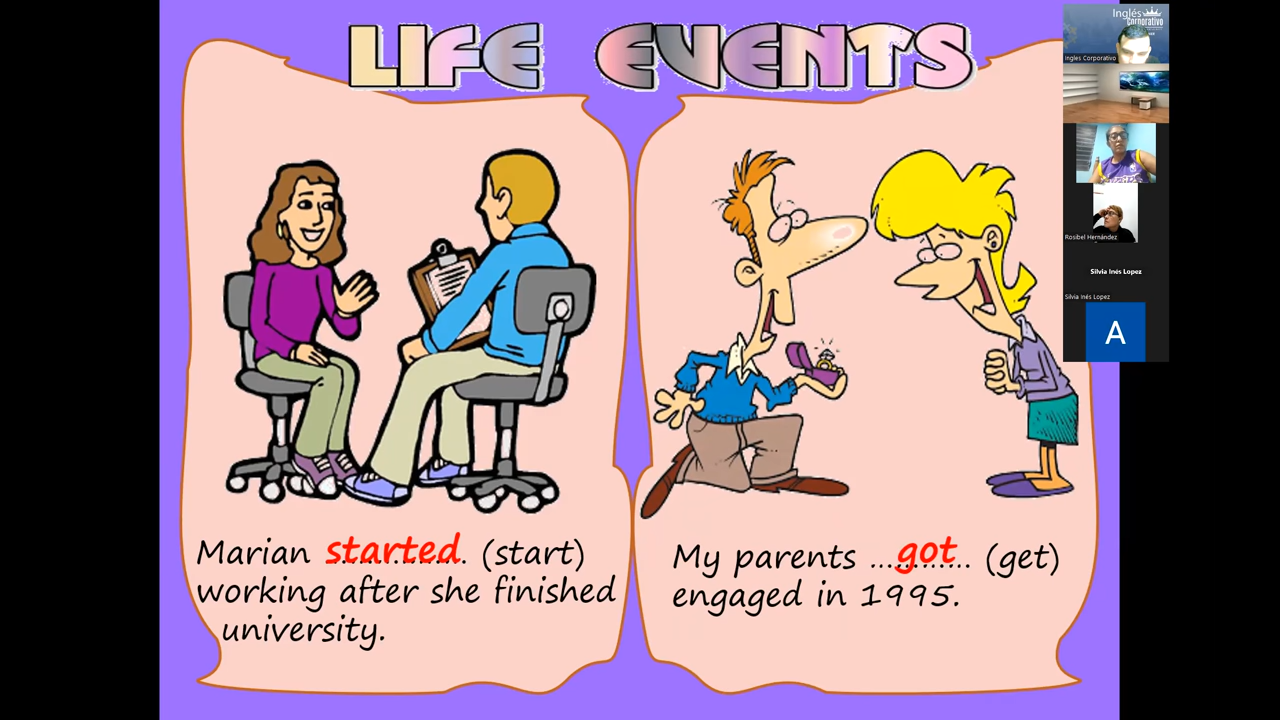 LIFE EVENTS
Marian started (start)
working after she finished
university.
My parents got (get)
engaged in 1995.
Inglés
Corporativo
Ingles Corporativo
Rosibel Hernández
Silvia Inés Lopez
Silvia Inés Lopez
A